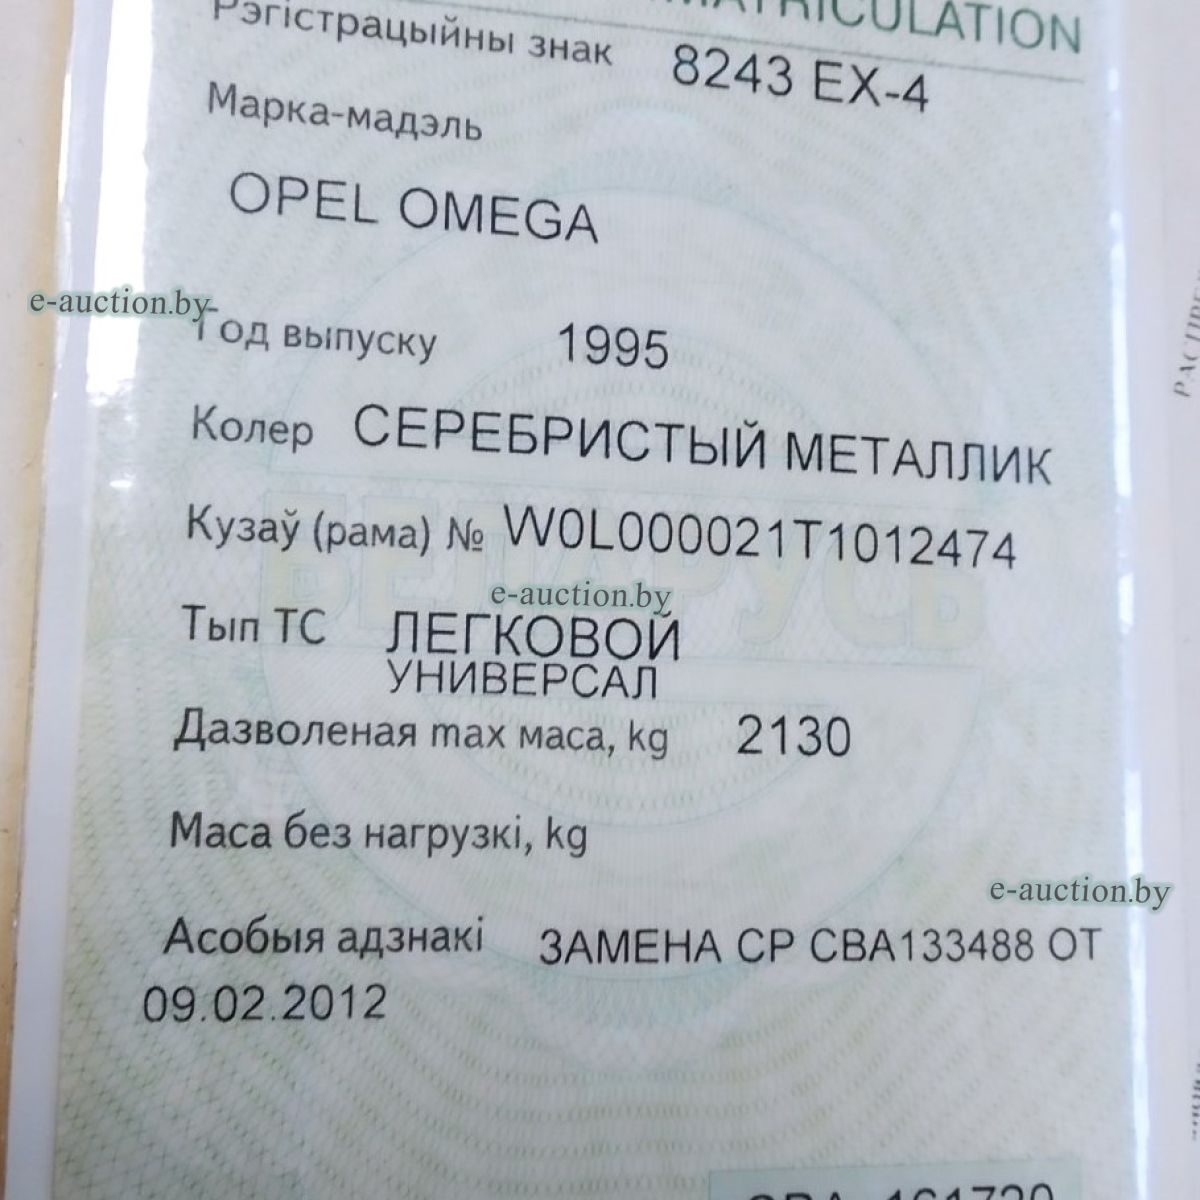 IMMATRICULATION
Рэгістрацыйны знак 8243 EX-4
Марка-мадэль
OPEL OMEGA
e-auction.by
Год выпуску 1995
Колер СЕРЕБРИСТЫЙ МЕТАЛЛИК
Кузаў (рама) № W0L000021T1012474
БЕЛАРУСЬ
e-auction.by
Тып ТС ЛЕГКОВОЙ
УНИВЕРСАЛ
Дазволеная max маса, kg 2130
Маса без нагрузкі, kg
e-auction.by
Асобыя адзнакі ЗАМЕНА СР СВА133488 ОТ
09.02.2012